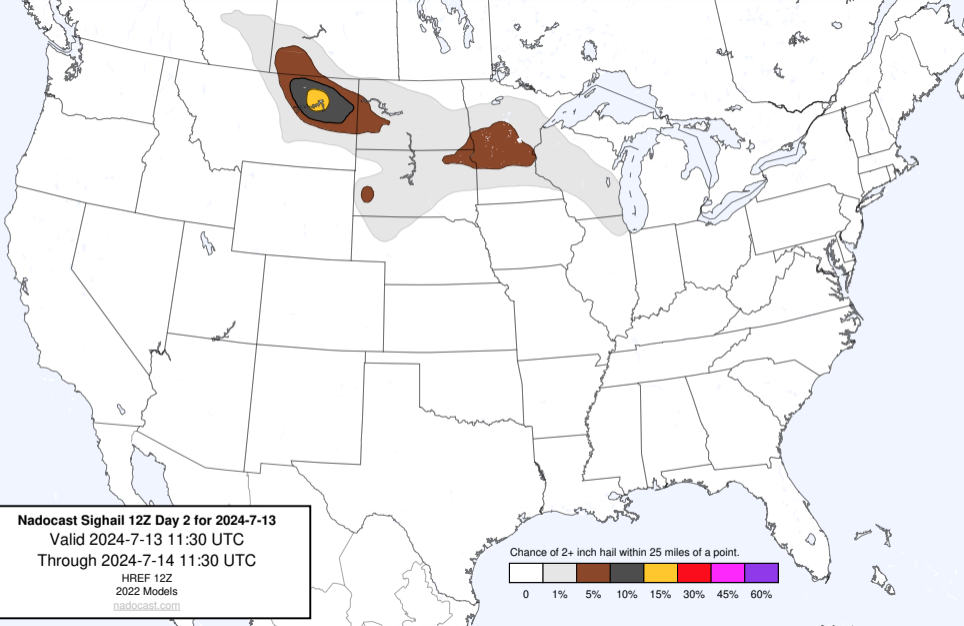 Nadocast Sighail 12Z Day 2 for 2024-7-13
Valid 2024-7-13 11:30 UTC
Through 2024-7-14 11:30 UTC
HREF 12Z
2022 Models
nadocast.com
Chance of 2+ inch hail within 25 miles of a point.
0 1% 5% 10% 15% 30% 45% 60%